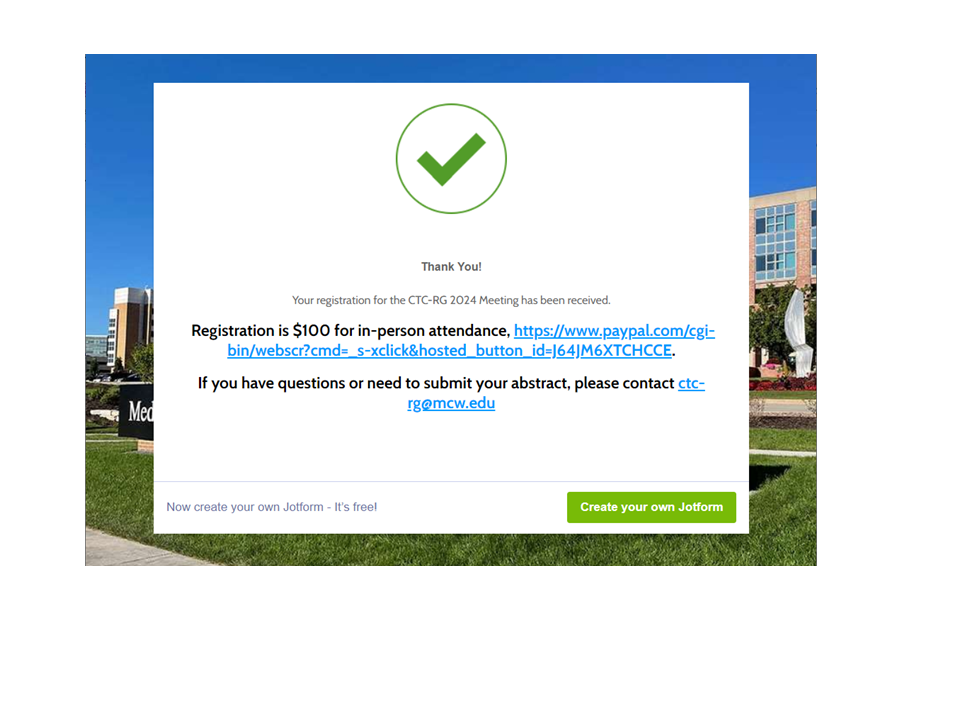 Thank You!
Your registration for the CTC-RG 2024 Meeting has been received.
Registration is $100 for in-person attendance, https://www.paypal.com/cgi-
bin/webscr?cmd=_s-xclick&hosted_button_id=J64JM6XTCHCCE.
If you have questions or need to submit your abstract, please contact ctc-
rg@mcw.edu
Med
Now create your own Jotform - It's free!
Create your own Jotform